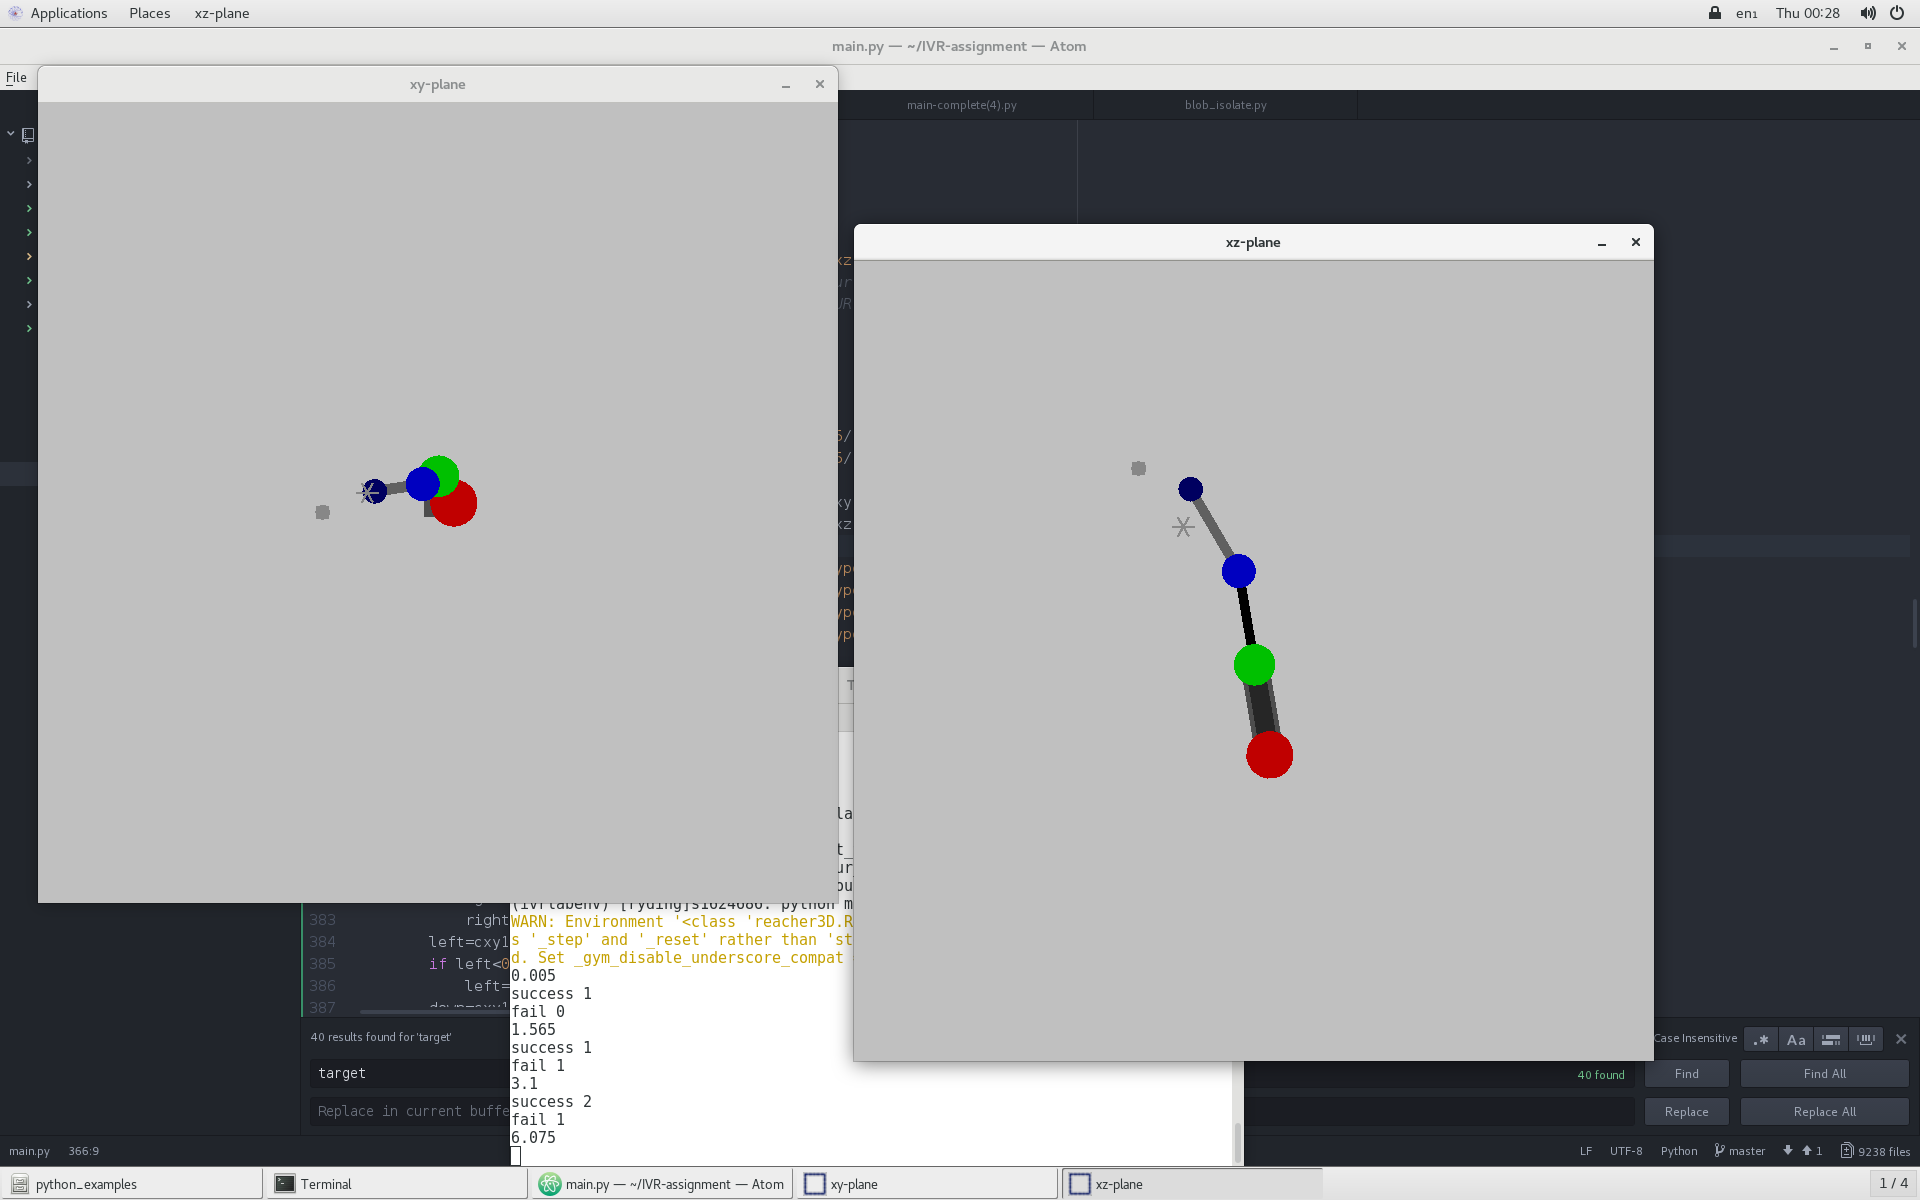 Applications Places xz-plane en₁ Thu 00:28
main.py — ~/IVR-assignment — Atom
File
xy-plane
main-complete(4).py blob_isolate.py
xz-plane
383 right
384 left=cxy1
385 if left<0
386 left=
387
(ivrlabenv) [ryding]s1624686: python m
WARN: Environment '<class 'reacher3D.R
s '_step' and '_reset' rather than 'st
d. Set _gym_disable_underscore_compat
0.005
success 1
fail 0
1.565
success 1
fail 1
3.1
success 2
fail 1
6.075
40 results found for 'target'
Case Insensitive .* Aa
target
40 found Find Find All
Replace in current buffe
Replace Replace All
main.py 366:9 LF UTF-8 Python master 1 9238 files
python_examples Terminal main.py — ~/IVR-assignment — Atom xy-plane xz-plane 1 / 4